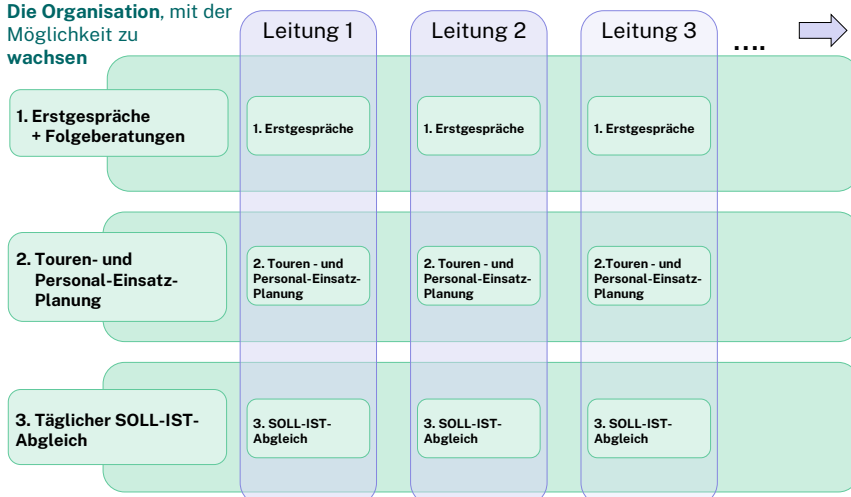 Die Organisation, mit der
Möglichkeit zu
wachsen
Leitung 1
Leitung 2
Leitung 3
....
1. Erstgespräche
+ Folgeberatungen
1. Erstgespräche
1. Erstgespräche
1. Erstgespräche
2. Touren- und
Personal-Einsatz-
Planung
2. Touren - und
Personal-Einsatz-
Planung
2. Touren - und
Personal-Einsatz-
Planung
2.Touren - und
Personal-Einsatz-
Planung
3. Täglicher SOLL-IST-
Abgleich
3. SOLL-IST-
Abgleich
3. SOLL-IST-
Abgleich
3. SOLL-IST-
Abgleich